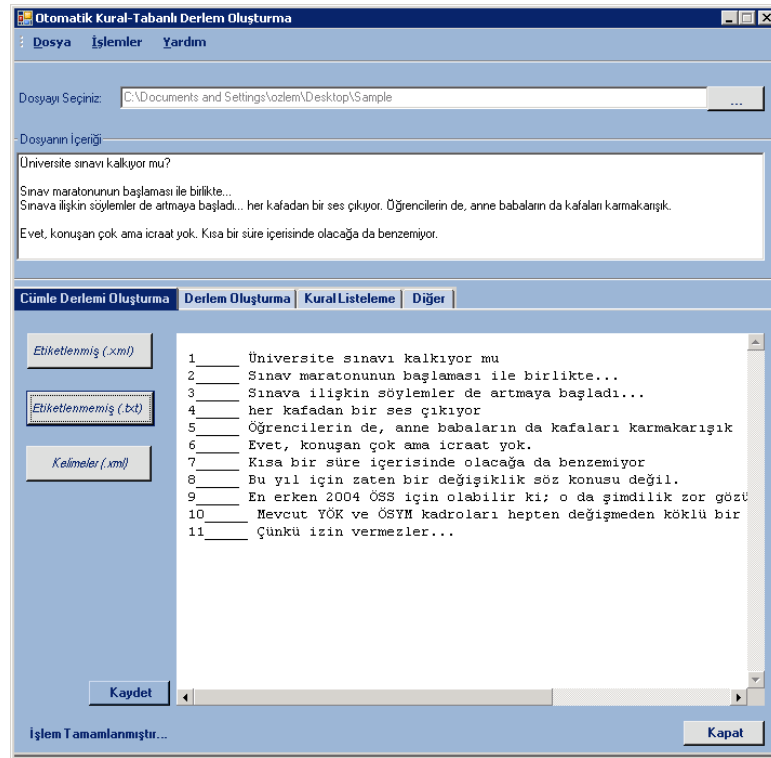 Otomatik Kural-Tabanlı Derlem Oluşturma
Dosya İşlemler Yardım
Dosyayı Seçiniz: C:\Documents and Settings\ozlem\Desktop\Sample ...
Dosyanın İçeriği
Üniversite sınavı kalkıyor mu?
Sınav maratonunun başlaması ile birlikte...
Sınava ilişkin söylemler de artmaya başladı... her kafadan bir ses çıkıyor. Öğrencilerin de, anne babaların da kafaları karmakarışık.
Evet, konuşan çok ama icraat yok. Kısa bir süre içerisinde olacağa da benzemiyor.
Cümle Derlemi Oluşturma Derlem Oluşturma Kural Listeleme Diğer
Etiketlenmiş (.xml)
Etiketlenmemiş (.txt)
Kelimeler (.xml)
1_____ Üniversite sınavı kalkıyor mu
2_____ Sınav maratonunun başlaması ile birlikte...
3_____ Sınava ilişkin söylemler de artmaya başladı...
4_____ her kafadan bir ses çıkıyor
5_____ Öğrencilerin de, anne babaların da kafaları karmakarışık
6_____ Evet, konuşan çok ama icraat yok.
7_____ Kısa bir süre içerisinde olacağa da benzemiyor
8_____ Bu yıl için zaten bir değişiklik söz konusu değil.
9_____ En erken 2004 ÖSS için olabilir ki; o da şimdilik zor gözü
10_____ Mevcut YÖK ve ÖSYM kadroları hepten değişmeden köklü bir
11_____ Çünkü izin vermezler...
Kaydet
İşlem Tamamlanmıştır...
Kapat